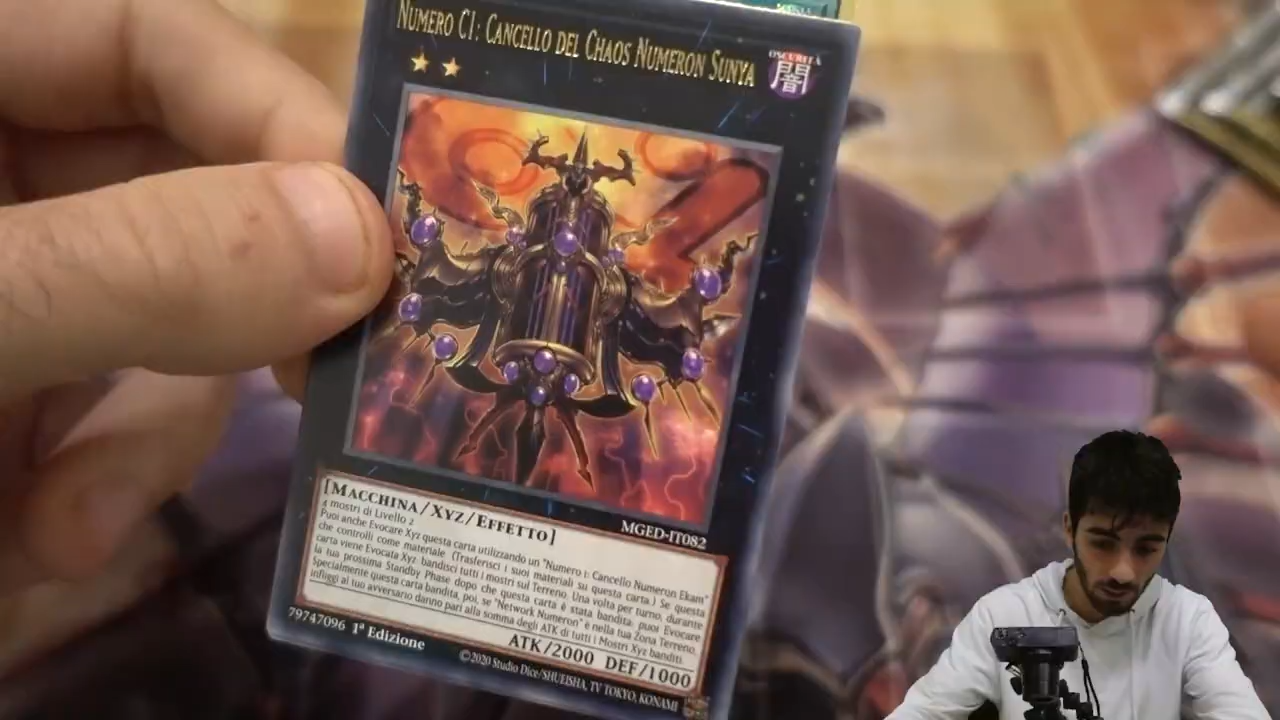 NUMERO C1: CANCELLO DEL CHAOS NUMERON SUNYA
OSCURITÀ
闇
MGED-IT082
[MACCHINA/XYZ/EFFETTO]
4 mostri di Livello 2
Puoi anche Evocare Xyz questa carta utilizzando un "Numero 1: Cancello Numeron Ekam"
che controlli come materiale (Trasferisci i suoi materiali su questa carta.) Se questa
carta viene Evocata Xyz: bandisci tutti i mostri sul Terreno. Una volta per turno, durante
la tua prossima Standby Phase dopo che questa carta è stata bandita: puoi Evocare
Specialmente questa carta bandita, poi, se "Network Numeron" è nella tua Zona Terreno,
infliggi al tuo avversario danno pari alla somma degli ATK di tutti i Mostri Xyz banditi.
ATK/2000 DEF/1000
79747096 1ª Edizione
©2020 Studio Dice/SHUEISHA, TV TOKYO, KONAMI